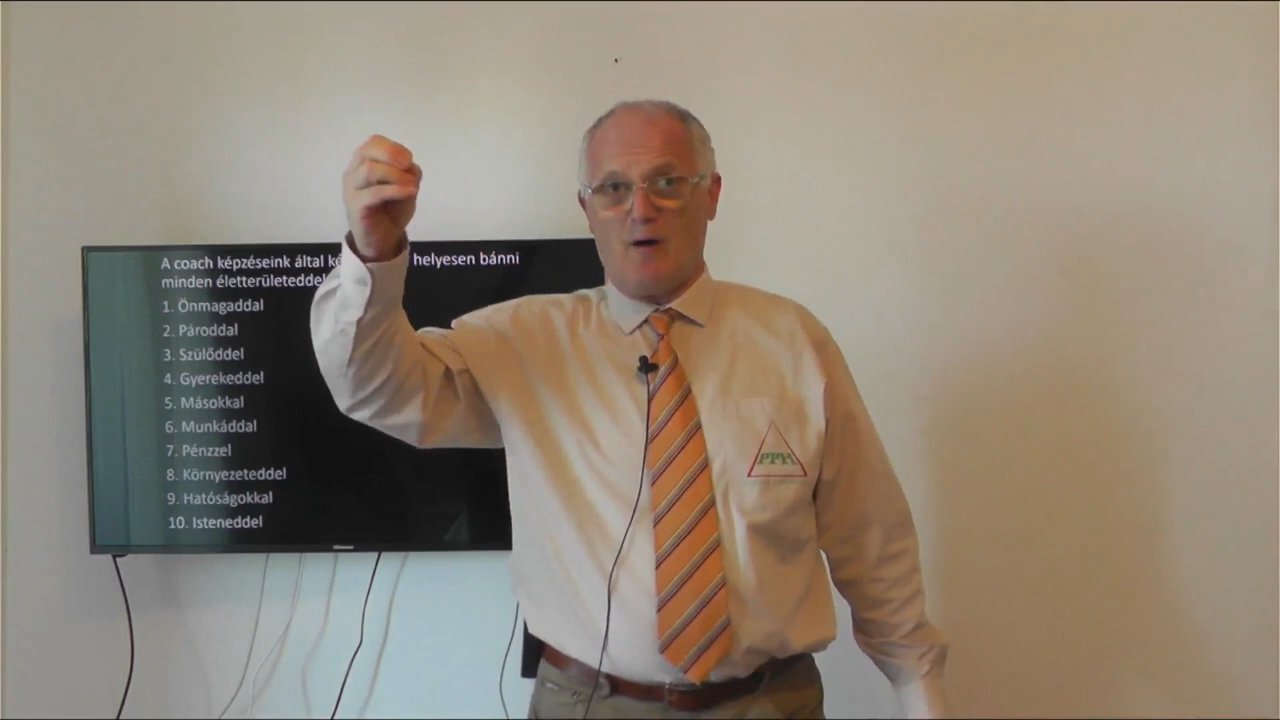 A coach képzéseink által helyesen bánni
minden életterületeddel
1. Önmagaddal
2. Pároddal
3. Szülőddel
4. Gyerekeddel
5. Másokkal
6. Munkáddal
7. Pénzzel
8. Környezeteddel
9. Hatóságokkal
10. Isteneddel
PPH
Hisense